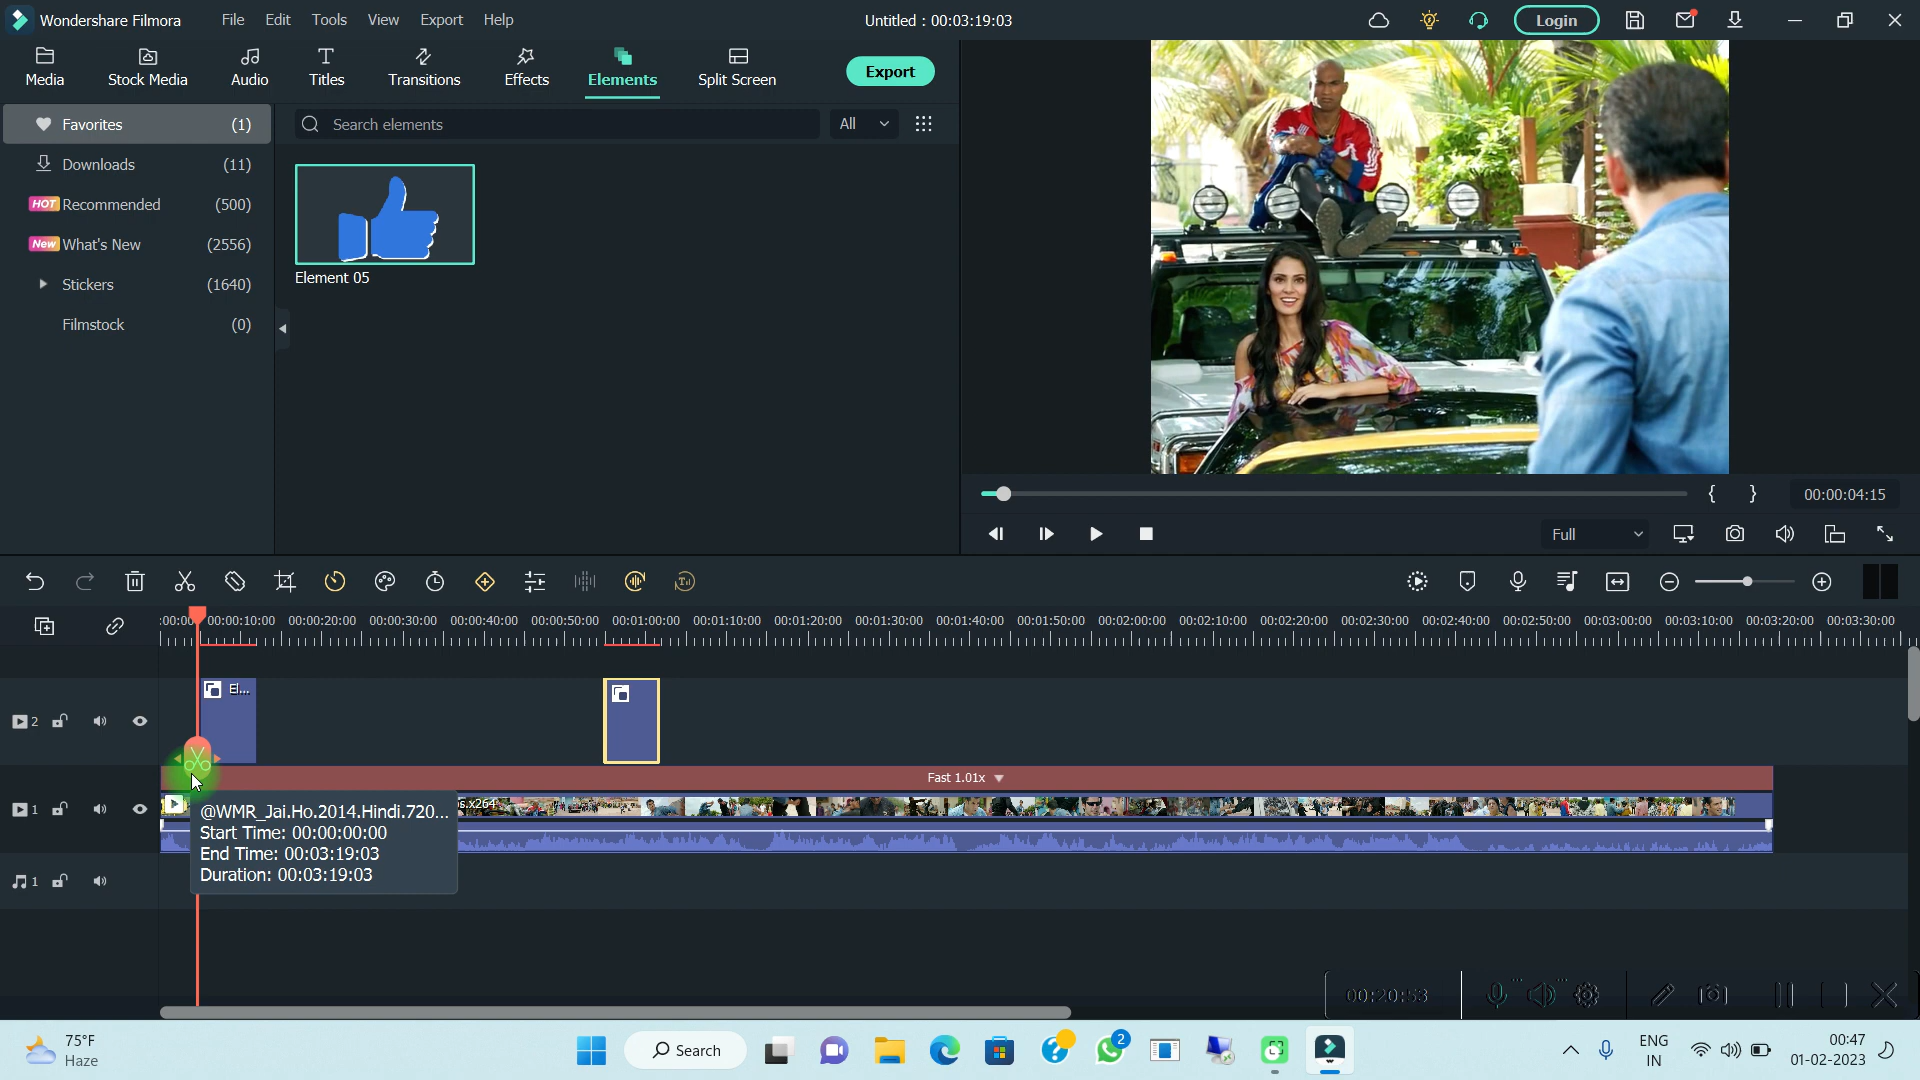 Wondershare Filmora File Edit Tools View Export Help Untitled : 00:03:19:03 Login
Media Stock Media Audio Titles Transitions Effects Elements Split Screen Export
Favorites (1) Search elements All
Downloads (11)
HOT Recommended (500)
New What's New (2556)
Stickers (1640)
Filmstock (0)
Element 05
{ } 00:00:04:15
Full
00:00:10:00 00:00:20:00 00:00:30:00 00:00:40:00 00:00:50:00 00:01:00:00 00:01:10:00 00:01:20:00 00:01:30:00 00:01:40:00 00:01:50:00 00:02:00:00 00:02:10:00 00:02:20:00 00:02:30:00 00:02:40:00 00:02:50:00 00:03:00:00 00:03:10:00 00:03:20:00 00:03:30:00
El...
2
Fast 1.01x
1
@WMR_Jai.Ho.2014.Hindi.720...
Start Time: 00:00:00:00
End Time: 00:03:19:03
Duration: 00:03:19:03
1
00:20:53
75°F
Haze
Search
2
ENG
IN
00:47
01-02-2023